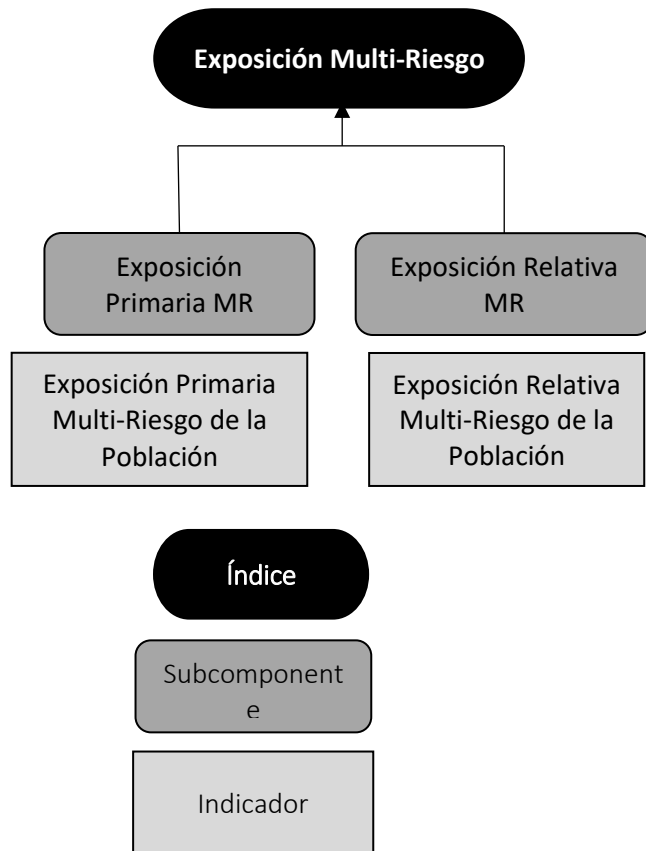 Exposición Multi-Riesgo
Exposición
Primaria MR
Exposición Relativa
MR
Exposición Primaria
Multi-Riesgo de la
Población
Exposición Relativa
Multi-Riesgo de la
Población
Índice
Subcomponent
e
Indicador